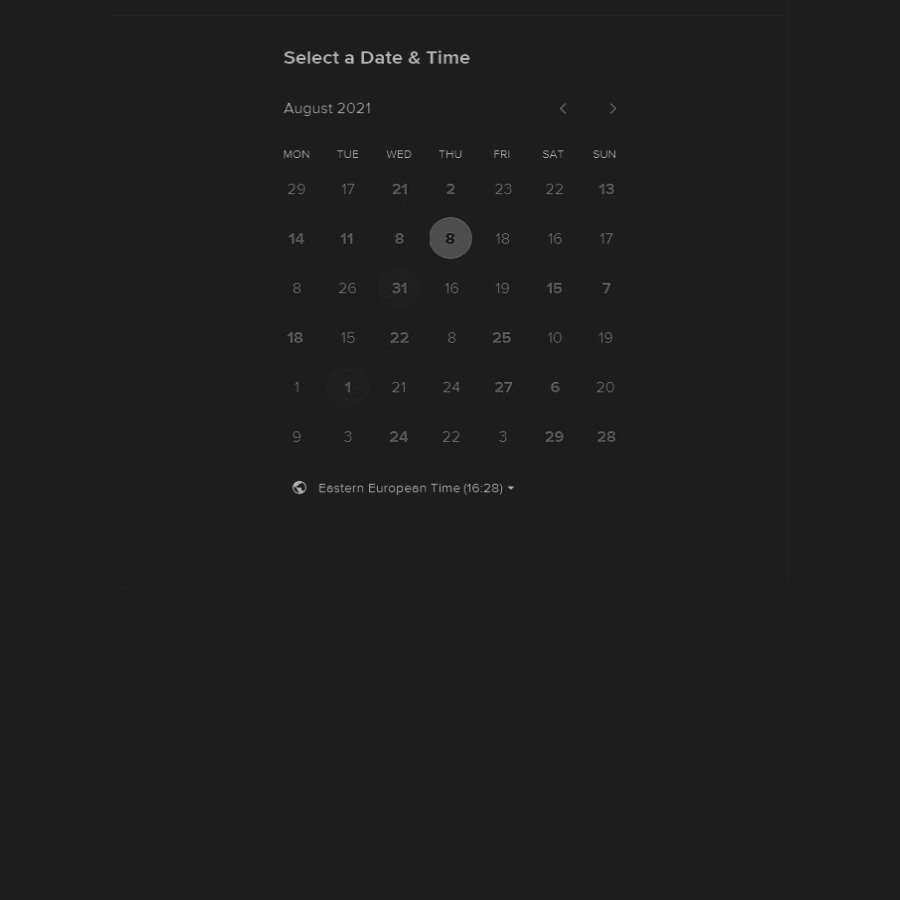 Select a Date & Time
August 2021
MON TUE WED THU FRI SAT SUN
29 17 21 2 23 22 13
14 11 8 8 18 16 17
8 26 31 16 19 15 7
18 15 22 8 25 10 19
1 1 21 24 27 6 20
9 3 24 22 3 29 28
Eastern European Time (16:28)